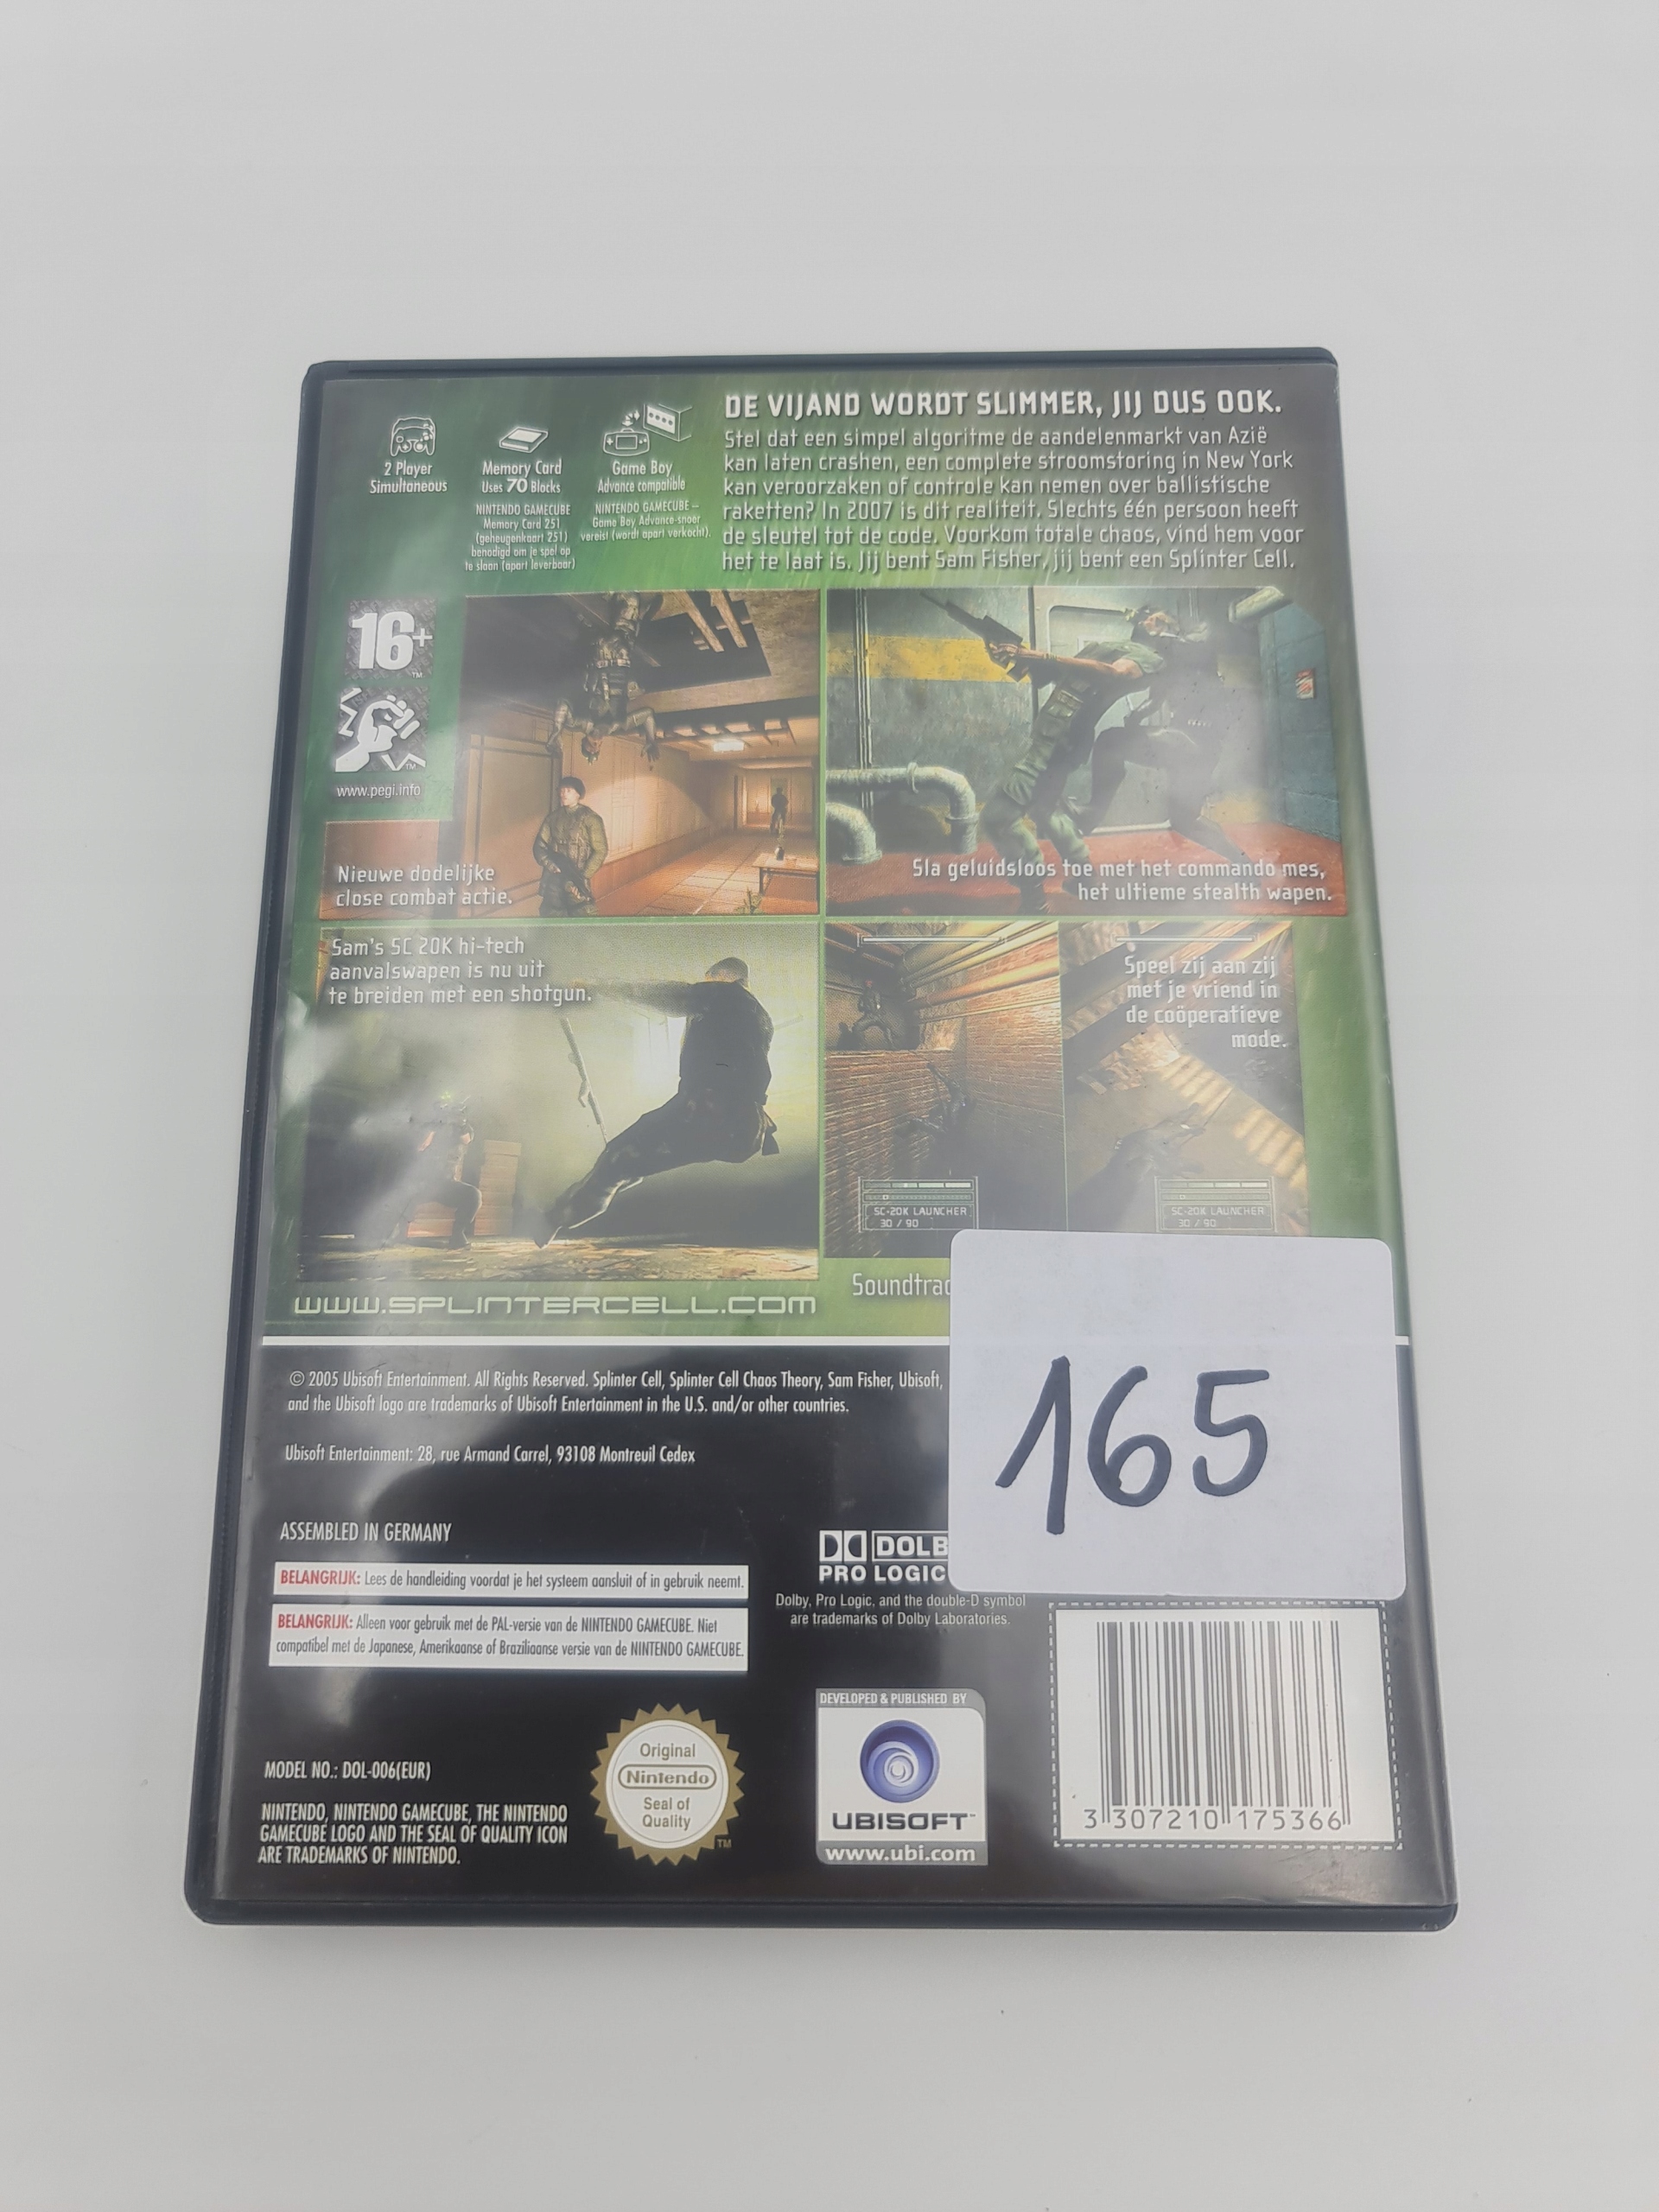 2 Player
Simultaneous
Memory Card
Uses 70 Blocks
NINTENDO GAMECUBE
Memory Card 251
(geheugenkaart 251)
benodigd om je spel op
te slaan (apart leverbaar)
Game Boy
Advance compatible
NINTENDO GAMECUBE –
Game Boy Advance-snoer
vereist (wordt apart verkocht).
DE VIJAND WORDT SLIMMER, JIJ DUS OOK.
Stel dat een simpel algoritme de aandelenmarkt van Azië
kan laten crashen, een complete stroomstoring in New York
kan veroorzaken of controle kan nemen over ballistische
raketten? In 2007 is dit realiteit. Slechts één persoon heeft
de sleutel tot de code. Voorkom totale chaos, vind hem voor
het te laat is. Jij bent Sam Fisher, jij bent een Splinter Cell.
16+
TM
TM
www.pegi.info
Nieuwe dodelijke
close combat actie.
Sla geluidsloos toe met het commando mes,
het ultieme stealth wapen.
Sam's SC 20K hi-tech
aanvalswapen is nu uit
te breiden met een shotgun.
Speel zij aan zij
met je vriend in
de coöperatieve
mode.
SC-20K LAUNCHER
30 / 90
SC-20K LAUNCHER
30 / 90
WWW.SPLINTERCELL.COM
Soundtrac
165
© 2005 Ubisoft Entertainment. All Rights Reserved. Splinter Cell, Splinter Cell Chaos Theory, Sam Fisher, Ubisoft,
and the Ubisoft logo are trademarks of Ubisoft Entertainment in the U.S. and/or other countries.
Ubisoft Entertainment: 28, rue Armand Carrel, 93108 Montreuil Cedex
ASSEMBLED IN GERMANY
BELANGRIJK: Lees de handleiding voordat je het systeem aansluit of in gebruik neemt.
BELANGRIJK: Alleen voor gebruik met de PAL-versie van de NINTENDO GAMECUBE. Niet
compatibel met de Japanese, Amerikaanse of Braziliaanse versie van de NINTENDO GAMECUBE.
DOLB
PRO LOGIC
Dolby, Pro Logic, and the double-D symbol
are trademarks of Dolby Laboratories.
MODEL NO.: DOL-006(EUR)
NINTENDO, NINTENDO GAMECUBE, THE NINTENDO
GAMECUBE LOGO AND THE SEAL OF QUALITY ICON
ARE TRADEMARKS OF NINTENDO.
Original
Nintendo
Seal of
Quality
TM
DEVELOPED & PUBLISHED BY
UBISOFT™
www.ubi.com
3 307210 175366